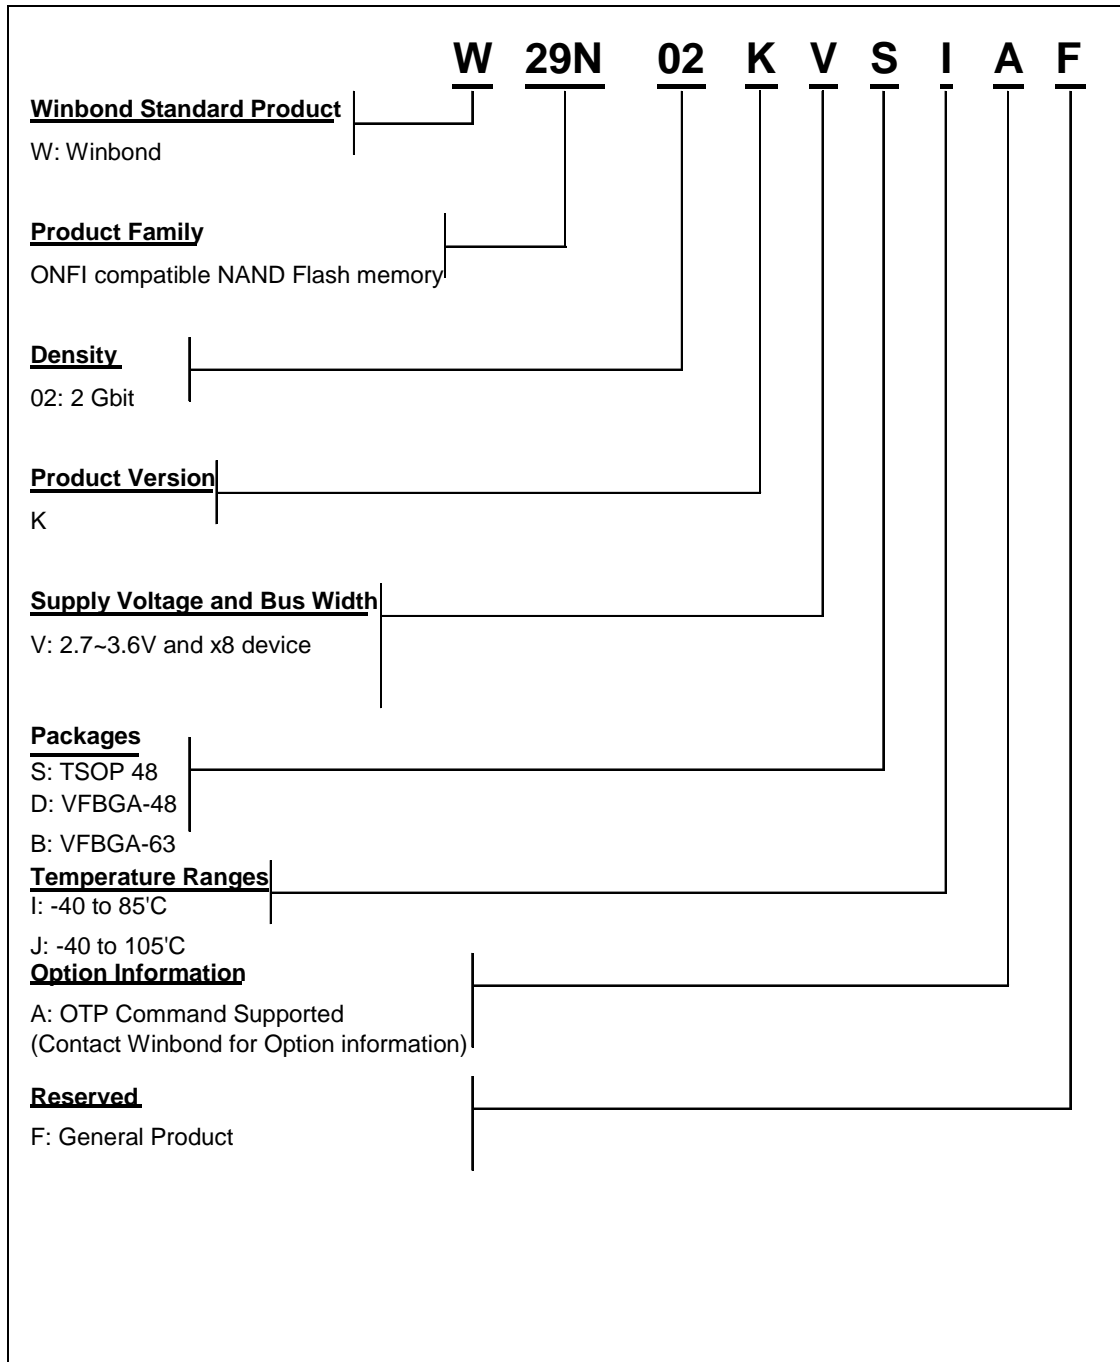 W 29N 02 K V S I A F
Winbond Standard Product
W: Winbond
Product Family
ONFI compatible NAND Flash memory
Density
02: 2 Gbit
Product Version
K
Supply Voltage and Bus Width
V: 2.7~3.6V and x8 device
Packages
S: TSOP 48
D: VFBGA-48
B: VFBGA-63
Temperature Ranges
I: -40 to 85'C
J: -40 to 105'C
Option Information
A: OTP Command Supported
(Contact Winbond for Option information)
Reserved
F: General Product